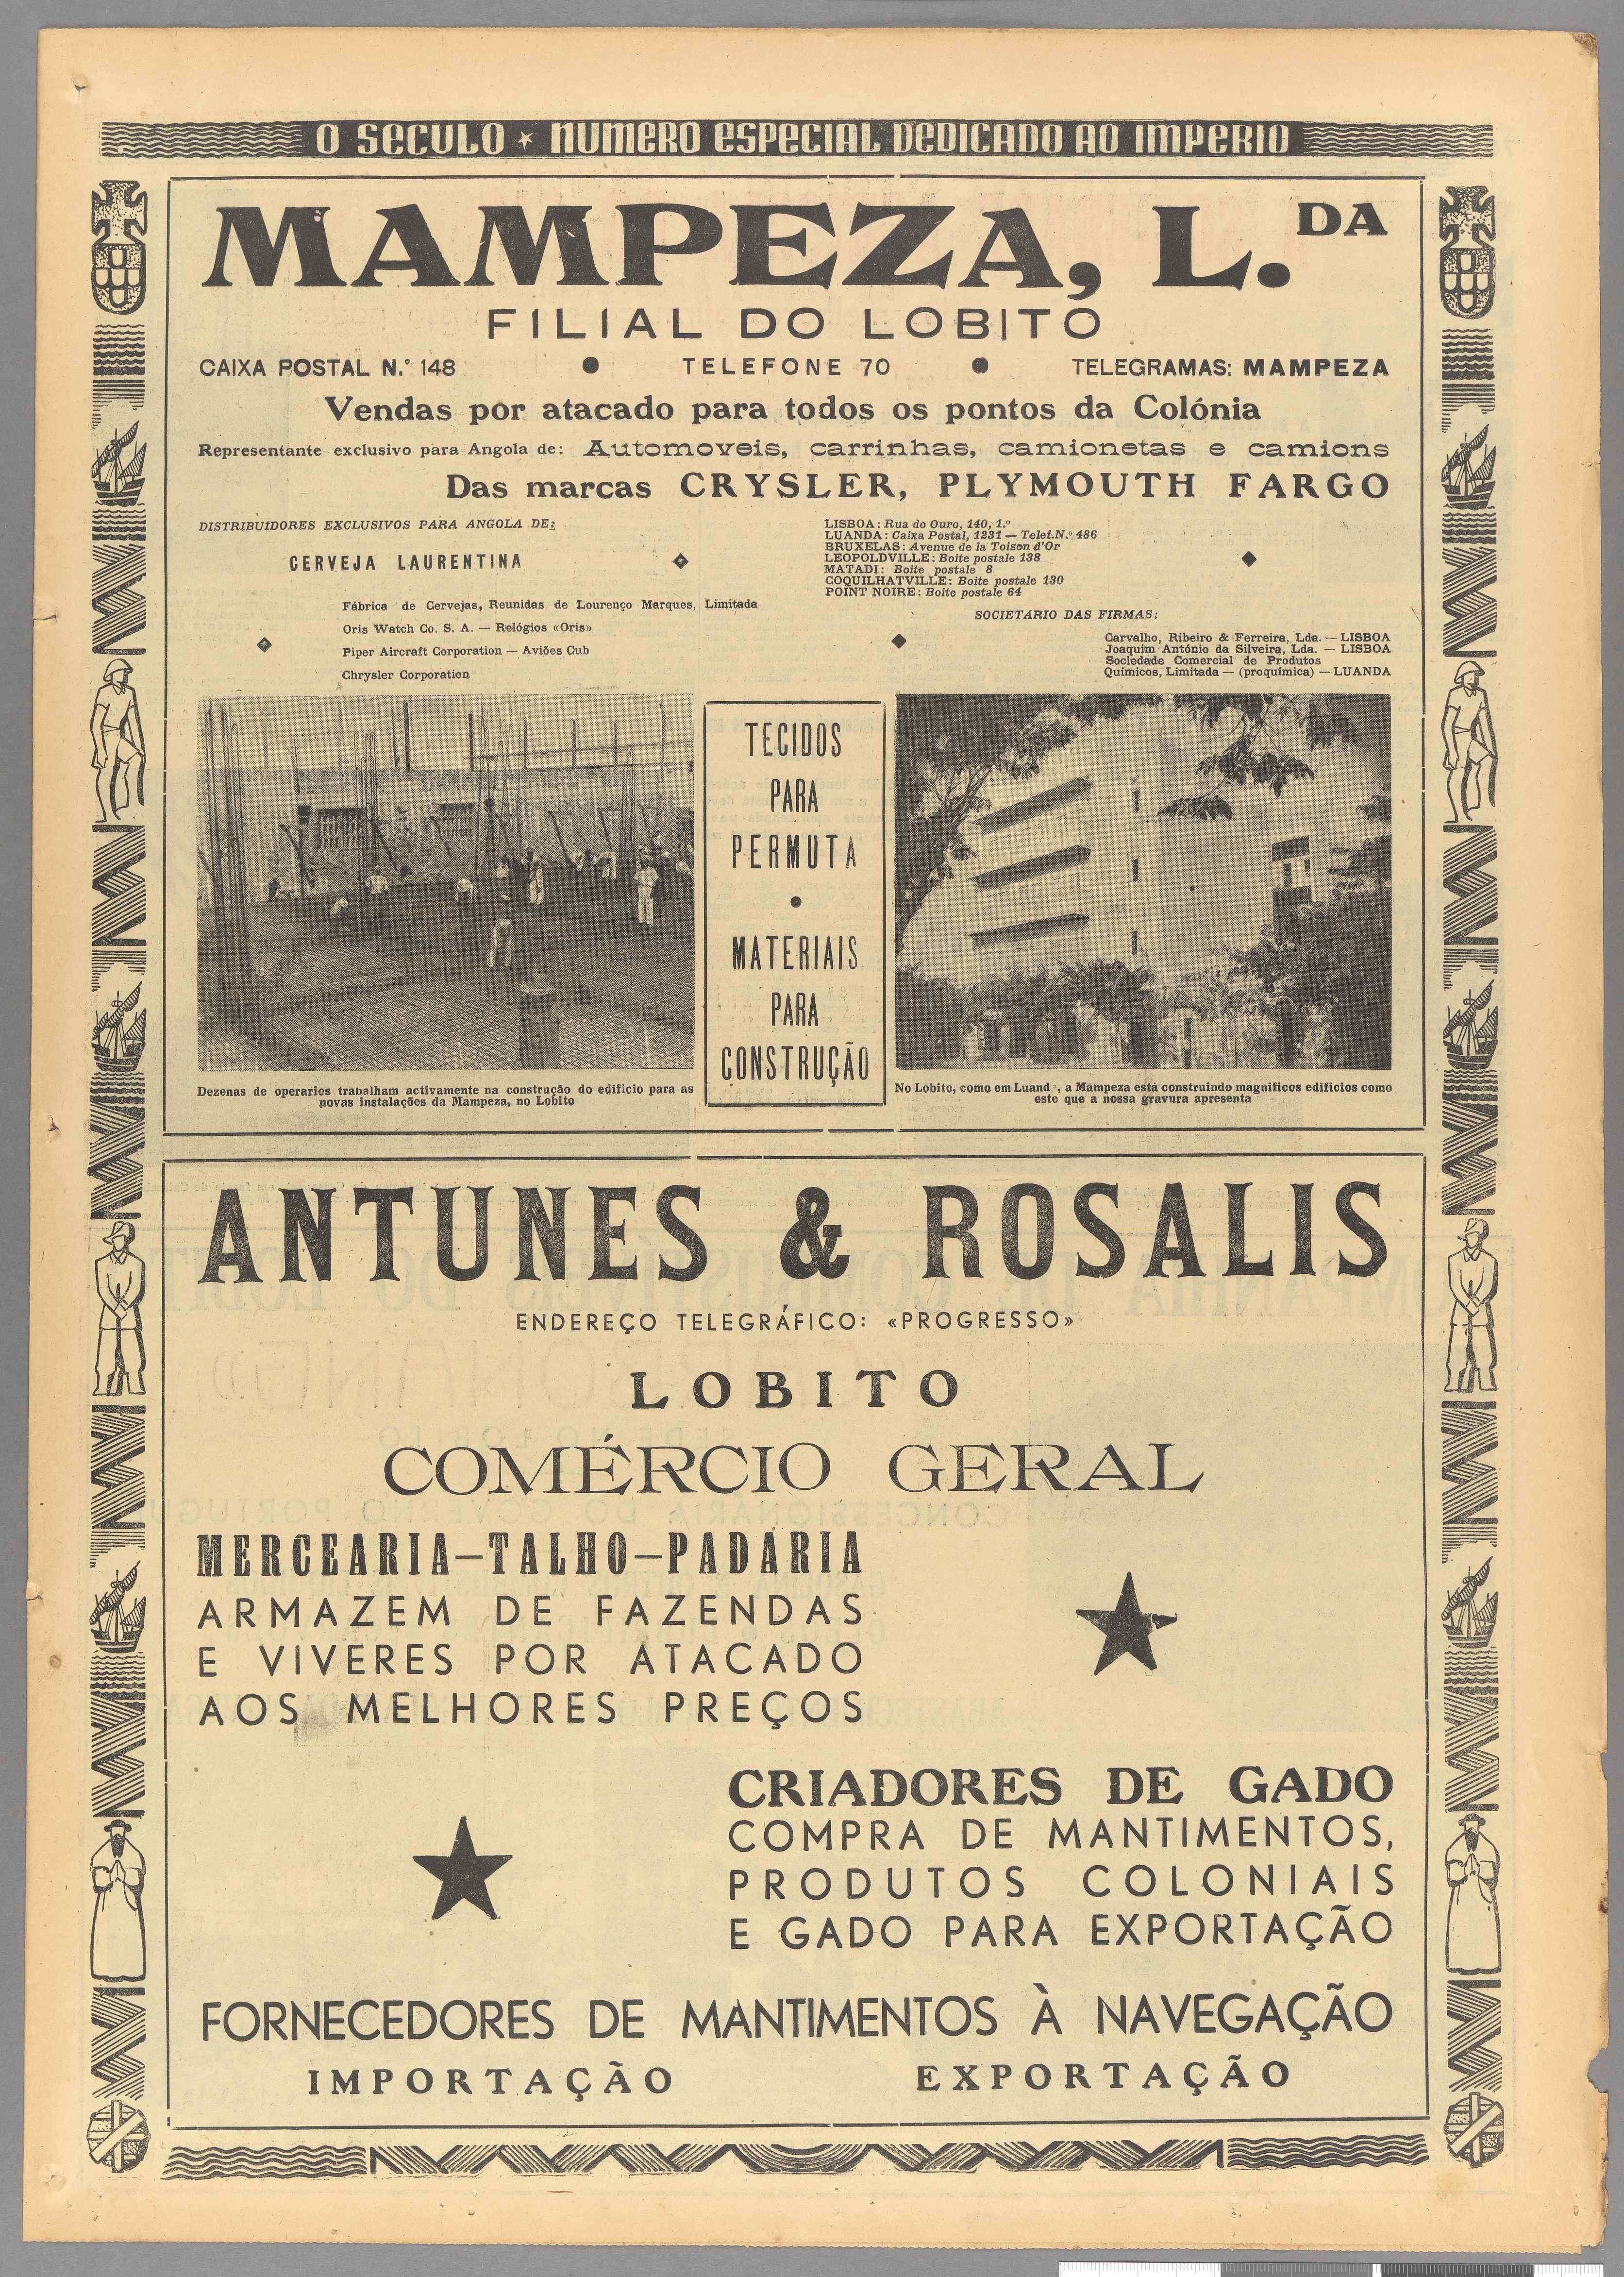 O SECULO ★ NUMERO ESPECIAL DEDICADO AO IMPERIO
MAMPEZA, L.DA
FILIAL DO LOBITO
CAIXA POSTAL N.º 148 ● TELEFONE 70 ● TELEGRAMAS: MAMPEZA
Vendas por atacado para todos os pontos da Colónia
Representante exclusivo para Angola de: Automoveis, carrinhas, camionetas e camions
Das marcas CRYSLER, PLYMOUTH FARGO
DISTRIBUIDORES EXCLUSIVOS PARA ANGOLA DE:
CERVEJA LAURENTINA
Fábrica de Cervejas, Reunidas de Lourenço Marques, Limitada
Oris Watch Co. S. A. — Relógios «Oris»
Piper Aircraft Corporation — Aviões Cub
Chrysler Corporation
LISBOA: Rua do Ouro, 140, 1.º
LUANDA: Caixa Postal, 1231 — Telef.N.º 486
BRUXELAS: Avenue de la Toison d'Or
LEOPOLDVILLE: Boite postale 138
MATADI: Boite postale 8
COQUILHATVILLE: Boite postale 130
POINT NOIRE: Boite postale 64
SOCIETARIO DAS FIRMAS:
Carvalho, Ribeiro & Ferreira, Lda. — LISBOA
Joaquim António da Silveira, Lda. — LISBOA
Sociedade Comercial de Produtos
Químicos, Limitada — (proquímica) — LUANDA
TECIDOS
PARA
PERMUTA
●
MATERIAIS
PARA
CONSTRUÇÃO
Dezenas de operarios trabalham activamente na construção do edificio para as
novas instalações da Mampeza, no Lobito
No Lobito, como em Luand , a Mampeza está construindo magnificos edificios como
este que a nossa gravura apresenta
ANTUNES & ROSALIS
ENDEREÇO TELEGRÁFICO: «PROGRESSO»
LOBITO
COMÉRCIO GERAL
MERCEARIA—TALHO—PADARIA
ARMAZEM DE FAZENDAS
E VIVERES POR ATACADO
AOS MELHORES PREÇOS
CRIADORES DE GADO
COMPRA DE MANTIMENTOS,
PRODUTOS COLONIAIS
E GADO PARA EXPORTAÇÃO
FORNECEDORES DE MANTIMENTOS À NAVEGAÇÃO
IMPORTAÇÃO EXPORTAÇÃO